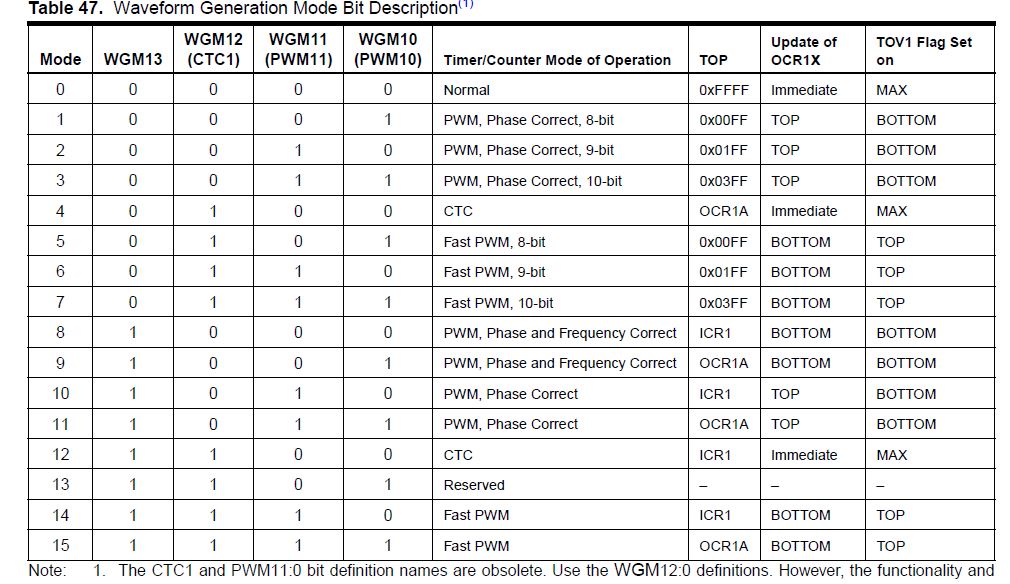 Table 47. Waveform Generation Mode Bit Description(1)
Mode WGM13 WGM12 (CTC1) WGM11 (PWM11) WGM10 (PWM10) Timer/Counter Mode of Operation TOP Update of OCR1X TOV1 Flag Set on
0 0 0 0 0 Normal 0xFFFF Immediate MAX
1 0 0 0 1 PWM, Phase Correct, 8-bit 0x00FF TOP BOTTOM
2 0 0 1 0 PWM, Phase Correct, 9-bit 0x01FF TOP BOTTOM
3 0 0 1 1 PWM, Phase Correct, 10-bit 0x03FF TOP BOTTOM
4 0 1 0 0 CTC OCR1A Immediate MAX
5 0 1 0 1 Fast PWM, 8-bit 0x00FF BOTTOM TOP
6 0 1 1 0 Fast PWM, 9-bit 0x01FF BOTTOM TOP
7 0 1 1 1 Fast PWM, 10-bit 0x03FF BOTTOM TOP
8 1 0 0 0 PWM, Phase and Frequency Correct ICR1 BOTTOM BOTTOM
9 1 0 0 1 PWM, Phase and Frequency Correct OCR1A BOTTOM BOTTOM
10 1 0 1 0 PWM, Phase Correct ICR1 TOP BOTTOM
11 1 0 1 1 PWM, Phase Correct OCR1A TOP BOTTOM
12 1 1 0 0 CTC ICR1 Immediate MAX
13 1 1 0 1 Reserved – – –
14 1 1 1 0 Fast PWM ICR1 BOTTOM TOP
15 1 1 1 1 Fast PWM OCR1A BOTTOM TOP
Note: 1. The CTC1 and PWM11:0 bit definition names are obsolete. Use the WGM12:0 definitions. However, the functionality and